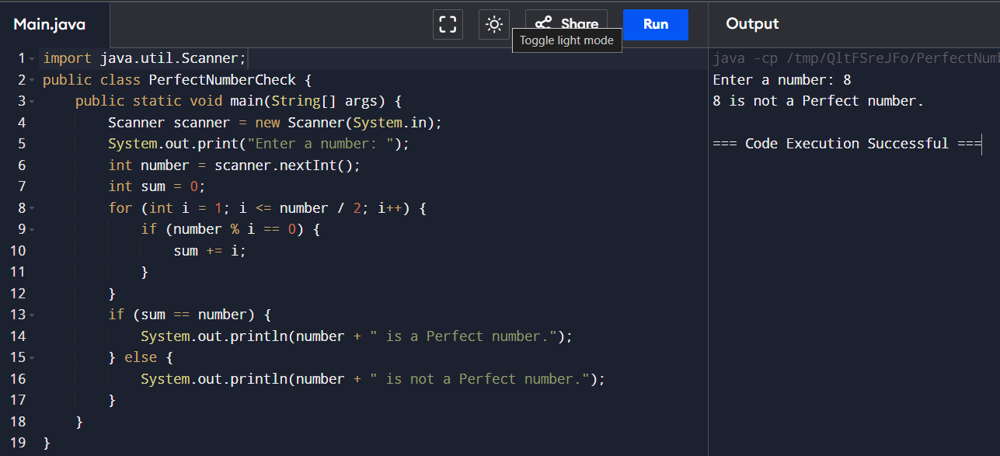 Main.java
Share
Run
Output
Toggle light mode
1 import java.util.Scanner;
2 public class PerfectNumberCheck {
3     public static void main(String[] args) {
4         Scanner scanner = new Scanner(System.in);
5         System.out.print("Enter a number: ");
6         int number = scanner.nextInt();
7         int sum = 0;
8         for (int i = 1; i <= number / 2; i++) {
9             if (number % i == 0) {
10                 sum += i;
11             }
12         }
13         if (sum == number) {
14             System.out.println(number + " is a Perfect number.");
15         } else {
16             System.out.println(number + " is not a Perfect number.");
17         }
18     }
19 }
java -cp /tmp/QltFSreJFo/PerfectNum
Enter a number: 8
8 is not a Perfect number.
=== Code Execution Successful ===